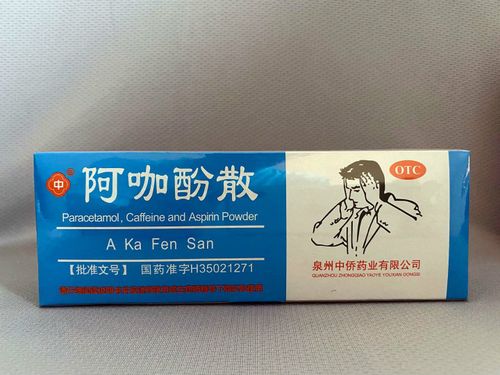 中
阿咖酚散
Paracetamol, Caffeine and Aspirin Powder
A Ka Fen San
【批准文号】 国药准字H35021271
OTC
泉州中侨药业有限公司
QUANZHOU ZHONGQIAO YAOYE YOUXIAN GONGSI